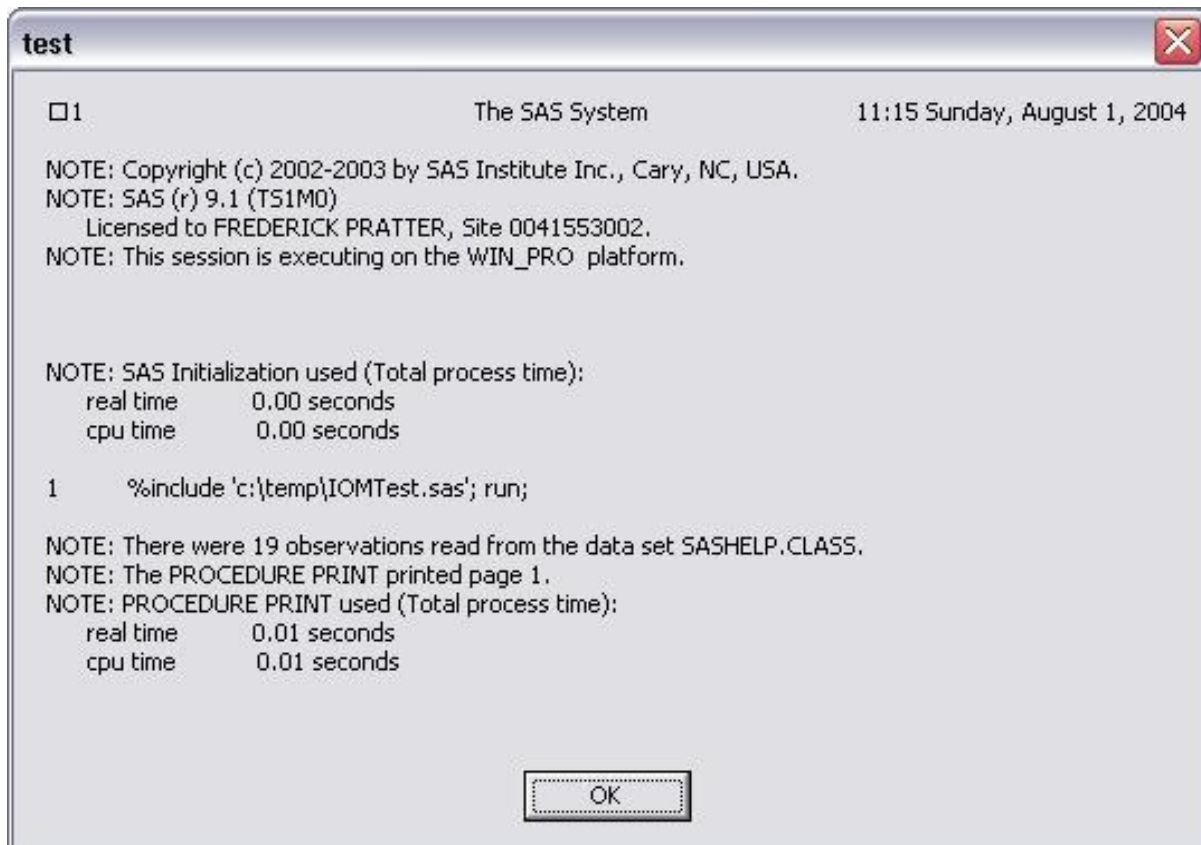 test
□1 The SAS System 11:15 Sunday, August 1, 2004
NOTE: Copyright (c) 2002-2003 by SAS Institute Inc., Cary, NC, USA.
NOTE: SAS (r) 9.1 (TS1M0)
Licensed to FREDERICK PRATTER, Site 0041553002.
NOTE: This session is executing on the WIN_PRO platform.
NOTE: SAS Initialization used (Total process time):
real time 0.00 seconds
cpu time 0.00 seconds
1 %include 'c:\temp\IOMTest.sas'; run;
NOTE: There were 19 observations read from the data set SASHELP.CLASS.
NOTE: The PROCEDURE PRINT printed page 1.
NOTE: PROCEDURE PRINT used (Total process time):
real time 0.01 seconds
cpu time 0.01 seconds
OK